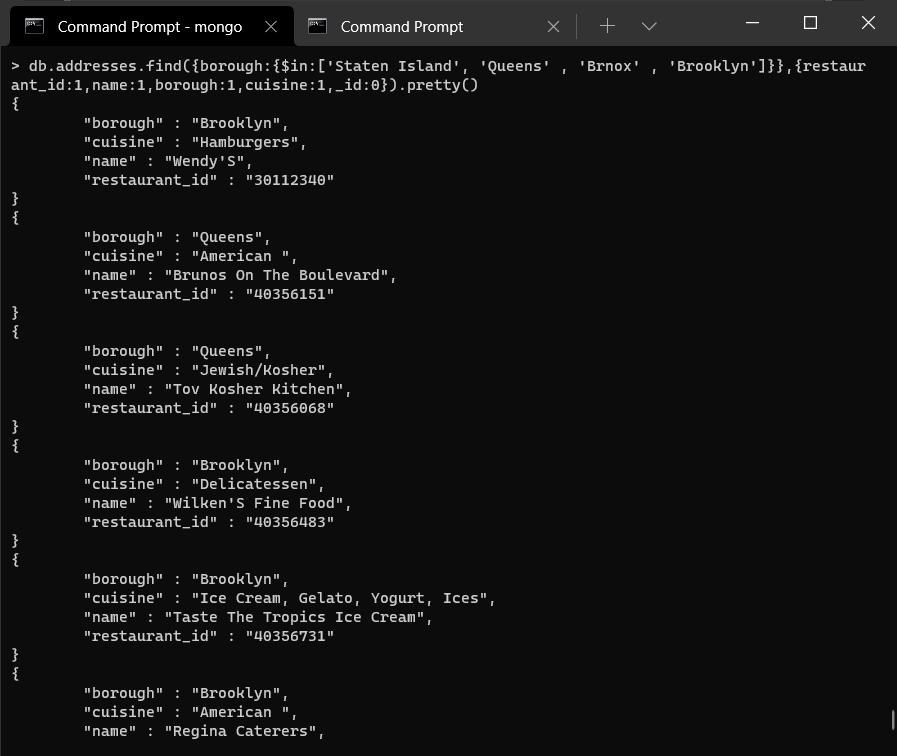 Command Prompt - mongo
Command Prompt
> db.addresses.find({borough:{$in:['Staten Island', 'Queens' , 'Brnox' , 'Brooklyn']}},{restaur
ant_id:1,name:1,borough:1,cuisine:1,_id:0}).pretty()
{
        "borough" : "Brooklyn",
        "cuisine" : "Hamburgers",
        "name" : "Wendy'S",
        "restaurant_id" : "30112340"
}
{
        "borough" : "Queens",
        "cuisine" : "American ",
        "name" : "Brunos On The Boulevard",
        "restaurant_id" : "40356151"
}
{
        "borough" : "Queens",
        "cuisine" : "Jewish/Kosher",
        "name" : "Tov Kosher Kitchen",
        "restaurant_id" : "40356068"
}
{
        "borough" : "Brooklyn",
        "cuisine" : "Delicatessen",
        "name" : "Wilken'S Fine Food",
        "restaurant_id" : "40356483"
}
{
        "borough" : "Brooklyn",
        "cuisine" : "Ice Cream, Gelato, Yogurt, Ices",
        "name" : "Taste The Tropics Ice Cream",
        "restaurant_id" : "40356731"
}
{
        "borough" : "Brooklyn",
        "cuisine" : "American ",
        "name" : "Regina Caterers",